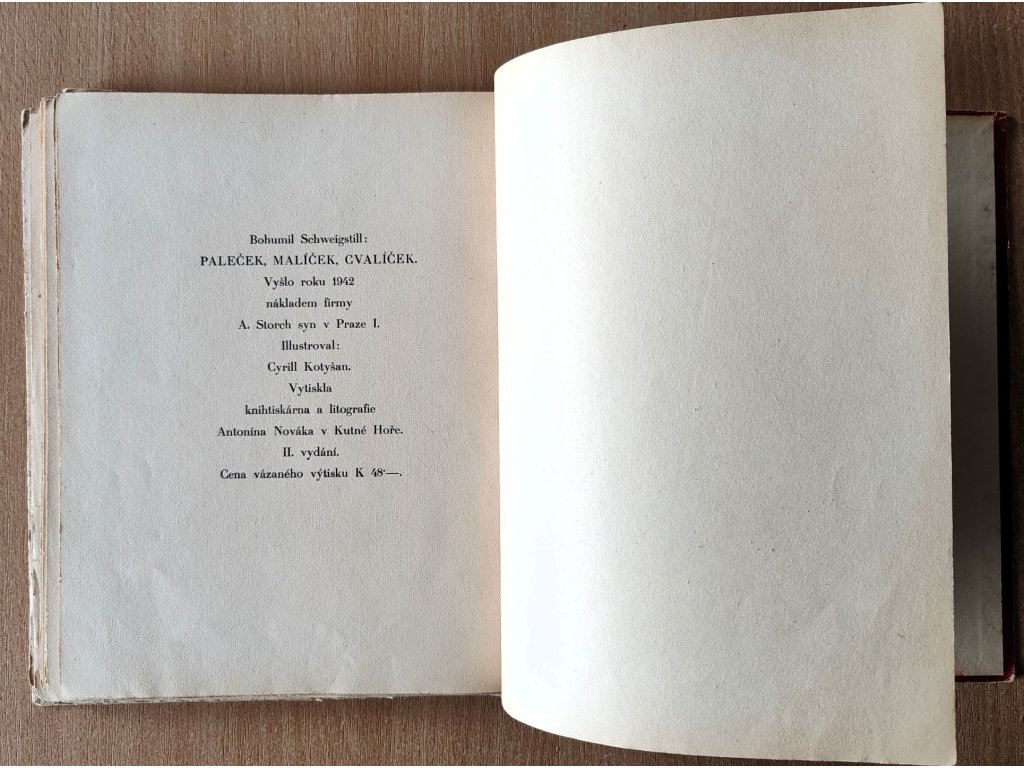 Bohumil Schweigstill:
PALEČEK, MALÍČEK, CVALÍČEK.
Vyšlo roku 1942
nákladem firmy
A. Storch syn v Praze I.
Illustroval:
Cyrill Kotyšan.
Vytiskla
knihtiskárna a litografie
Antonína Nováka v Kutné Hoře.
II. vydání.
Cena vázaného výtisku K 48·—.